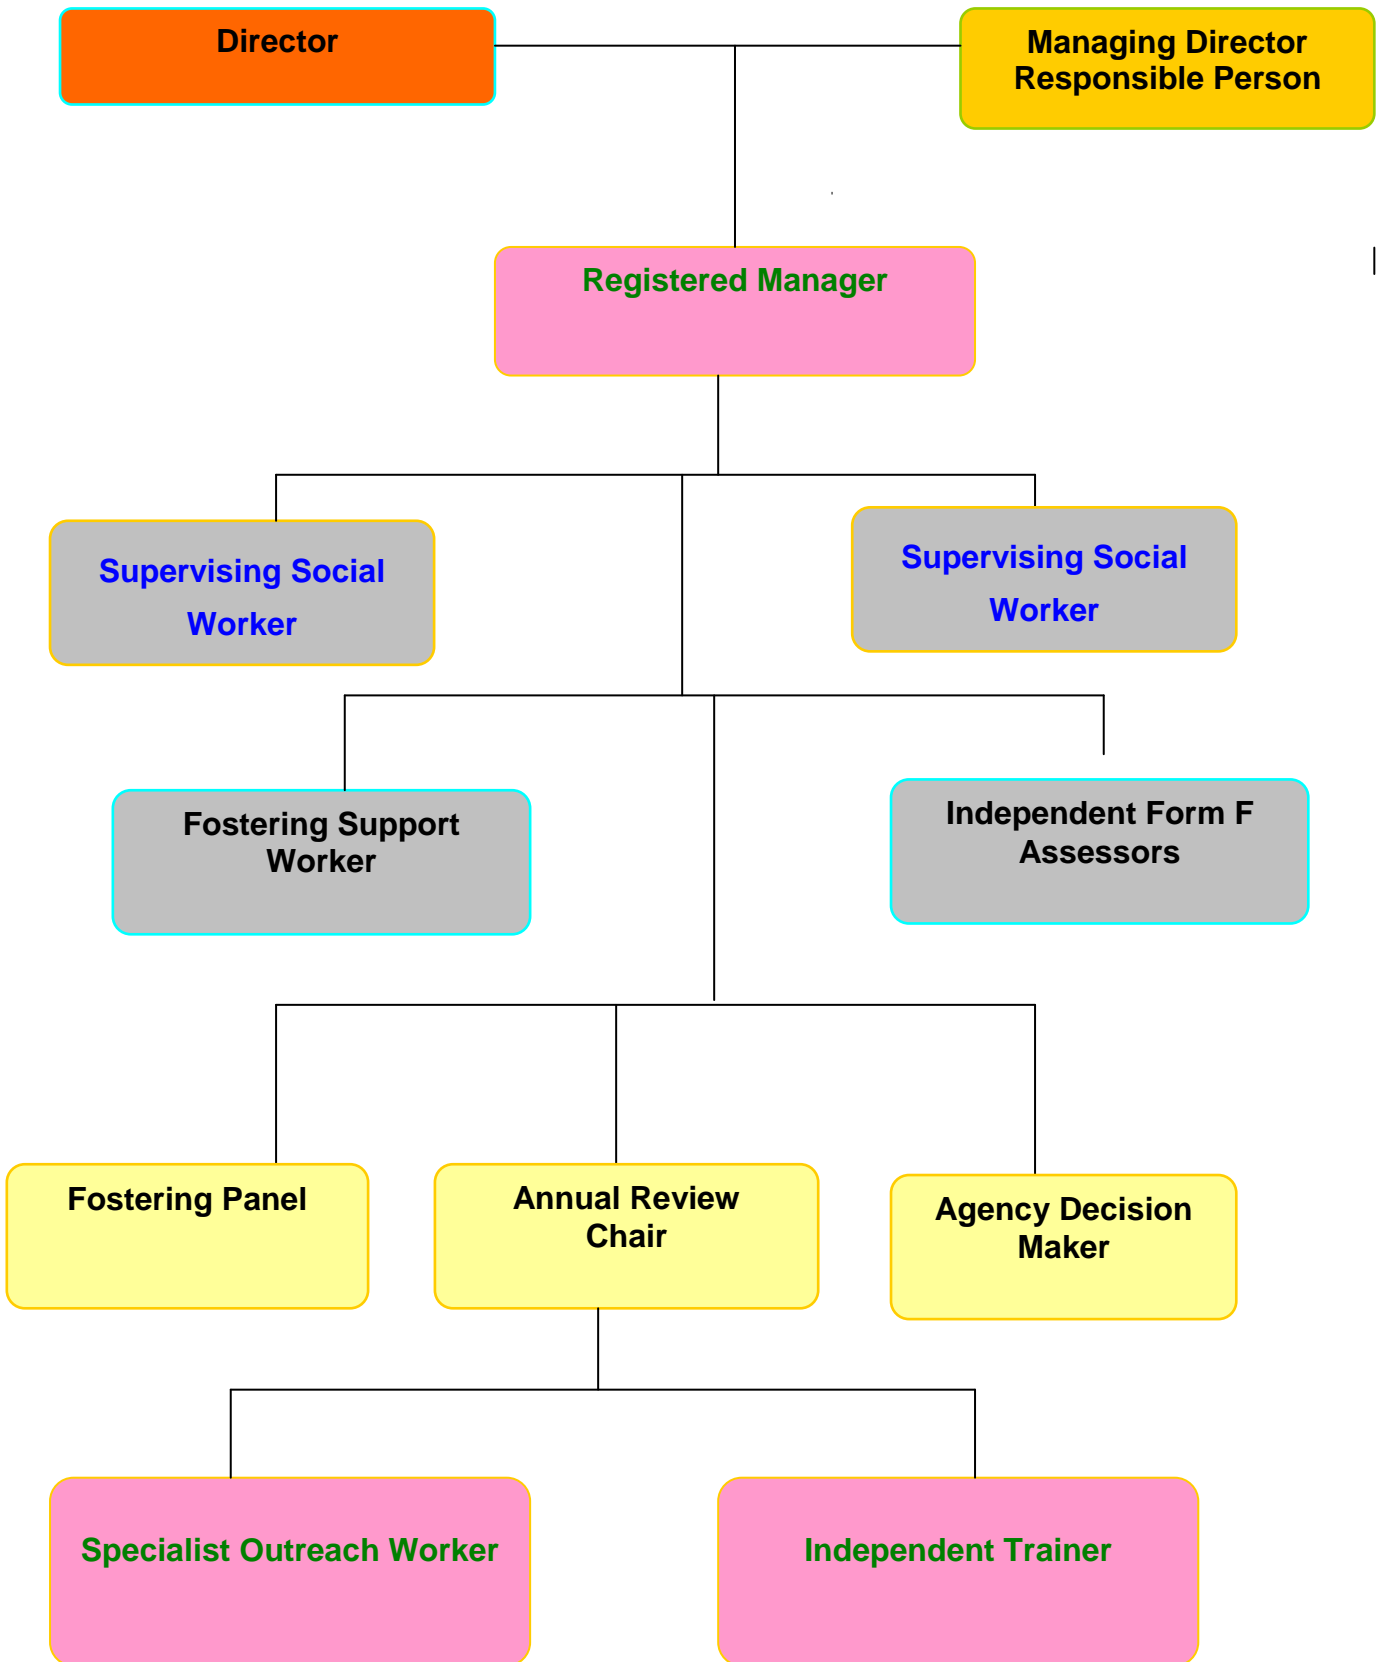 Director
Managing Director
Responsible Person
Registered Manager
Supervising Social
Worker
Supervising Social
Worker
Fostering Support
Worker
Independent Form F
Assessors
Fostering Panel
Annual Review
Chair
Agency Decision
Maker
Specialist Outreach Worker
Independent Trainer